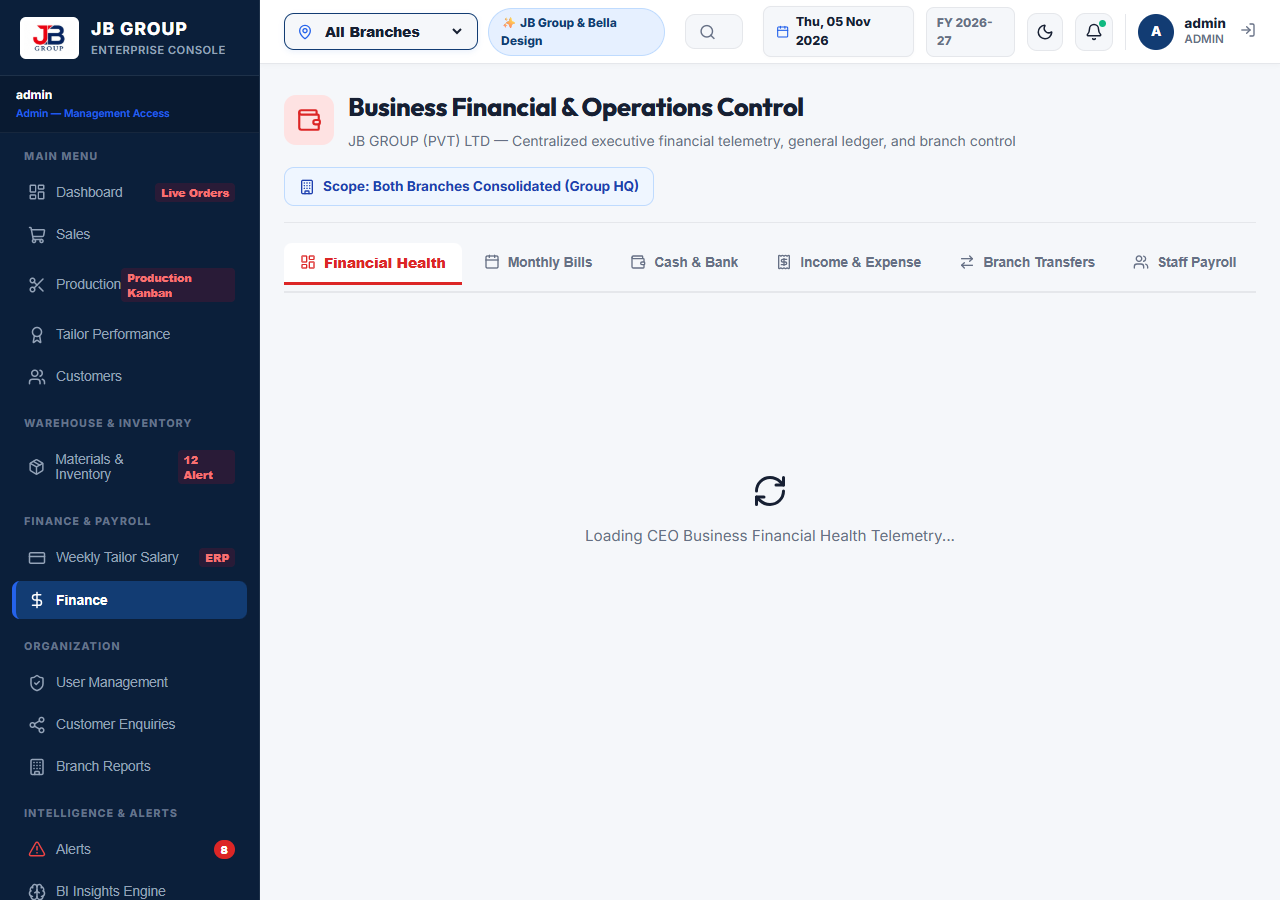 JB
GROUP
JB GROUP
ENTERPRISE CONSOLE
admin
Admin — Management Access
MAIN MENU
Dashboard
Live Orders
Sales
Production
Production
Kanban
Tailor Performance
Customers
WAREHOUSE & INVENTORY
Materials &
Inventory
12
Alert
FINANCE & PAYROLL
Weekly Tailor Salary
ERP
Finance
ORGANIZATION
User Management
Customer Enquiries
Branch Reports
INTELLIGENCE & ALERTS
Alerts
8
BI Insights Engine
All Branches
✨ JB Group & Bella
Design
Thu, 05 Nov
2026
FY 2026-
27
A
admin
ADMIN
Business Financial & Operations Control
JB GROUP (PVT) LTD — Centralized executive financial telemetry, general ledger, and branch control
Scope: Both Branches Consolidated (Group HQ)
Financial Health
Monthly Bills
Cash & Bank
Income & Expense
Branch Transfers
Staff Payroll
Loading CEO Business Financial Health Telemetry...